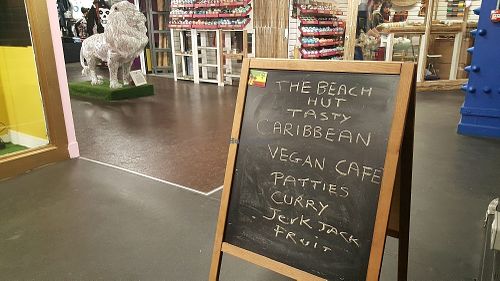 THE BEACH
HUT
TASTY
CARIBBEAN
VEGAN CAFE
PATTIES
CURRY
JerK JACK
FruiT